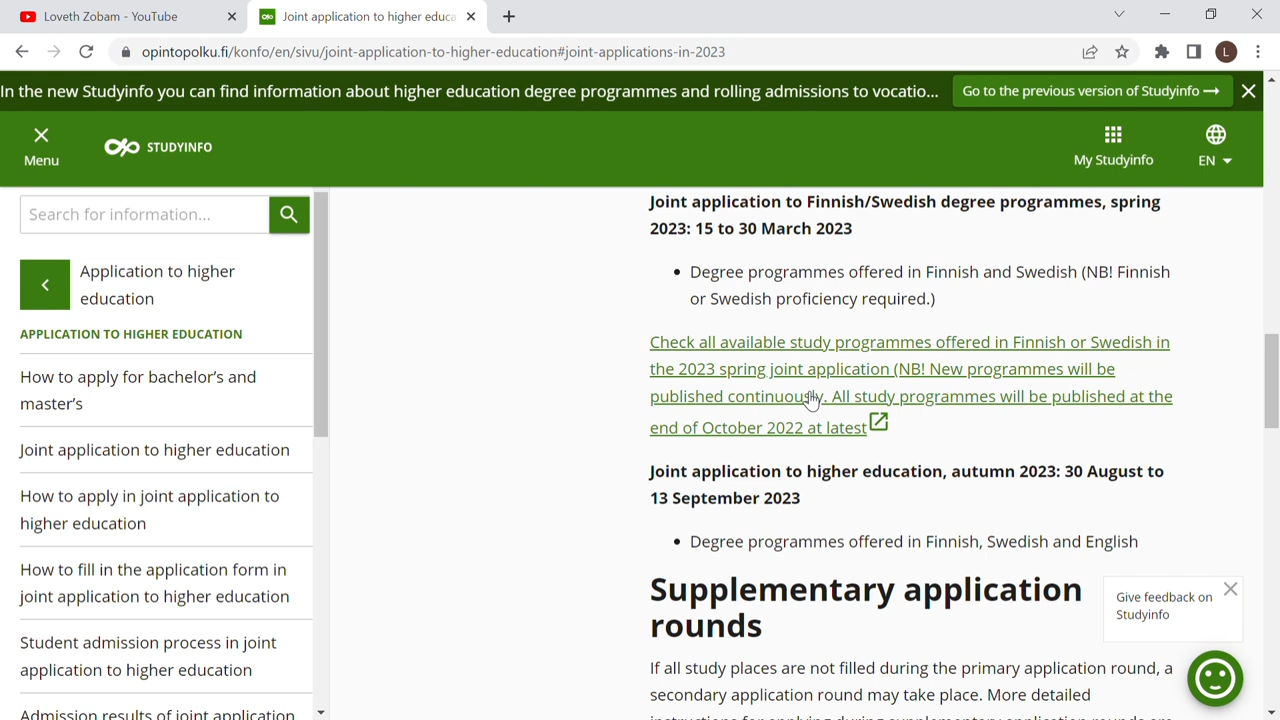 Loveth Zobam - YouTube
Joint application to higher educa
opintopolku.fi/konfo/en/sivu/joint-application-to-higher-education#joint-applications-in-2023
L
In the new Studyinfo you can find information about higher education degree programmes and rolling admissions to vocatio...
Go to the previous version of Studyinfo
Menu
STUDYINFO
My Studyinfo
EN
Search for information...
Application to higher
education
APPLICATION TO HIGHER EDUCATION
How to apply for bachelor's and
master's
Joint application to higher education
How to apply in joint application to
higher education
How to fill in the application form in
joint application to higher education
Student admission process in joint
application to higher education
Admission results of joint application
Joint application to Finnish/Swedish degree programmes, spring
2023: 15 to 30 March 2023
• Degree programmes offered in Finnish and Swedish (NB! Finnish
or Swedish proficiency required.)
Check all available study programmes offered in Finnish or Swedish in
the 2023 spring joint application (NB! New programmes will be
published continuously. All study programmes will be published at the
end of October 2022 at latest
Joint application to higher education, autumn 2023: 30 August to
13 September 2023
• Degree programmes offered in Finnish, Swedish and English
Supplementary application
rounds
If all study places are not filled during the primary application round, a
secondary application round may take place. More detailed
instructions for applying during supplementary application rounds are
Give feedback on
Studyinfo